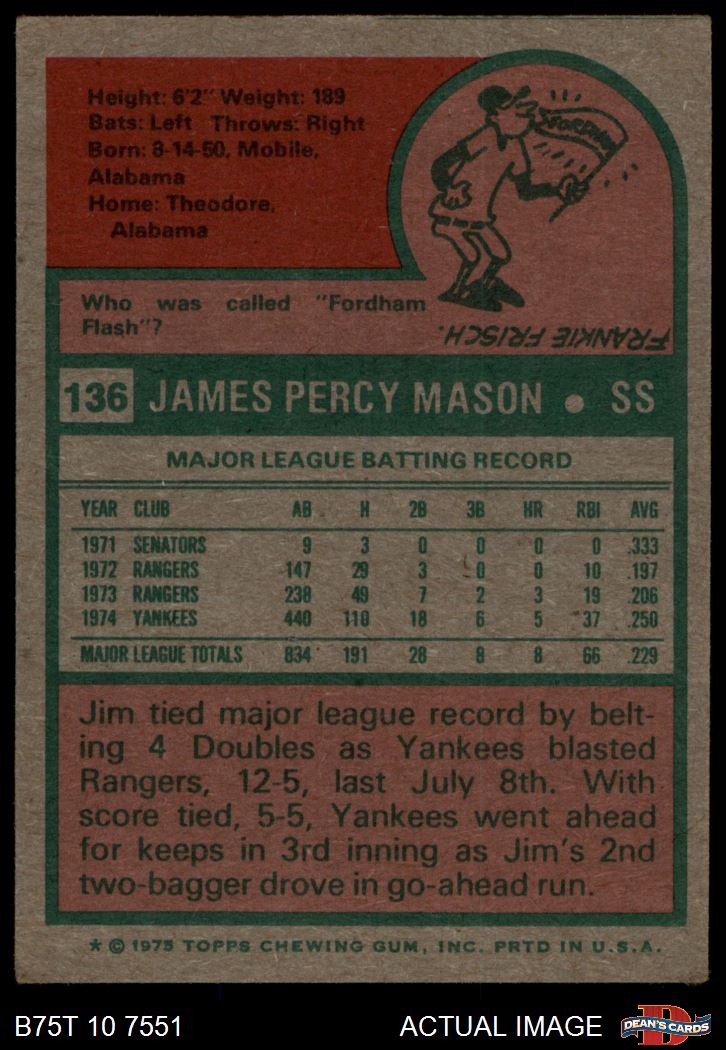 Height: 6'2" Weight: 189
Bats: Left Throws: Right
Born: 8-14-50, Mobile,
Alabama
Home: Theodore,
Alabama
FORDHAM
Who was called "Fordham
Flash"?
FRANKIE FRISCH.
136 JAMES PERCY MASON • SS
MAJOR LEAGUE BATTING RECORD
YEAR CLUB AB H 2B 3B HR RBI AVG
1971 SENATORS 9 3 0 0 0 0 .333
1972 RANGERS 147 29 3 0 0 10 .197
1973 RANGERS 238 49 7 2 3 19 .206
1974 YANKEES 440 110 18 6 5 37 .250
MAJOR LEAGUE TOTALS 834 191 28 8 8 66 .229
Jim tied major league record by belt-
ing 4 Doubles as Yankees blasted
Rangers, 12-5, last July 8th. With
score tied, 5-5, Yankees went ahead
for keeps in 3rd inning as Jim's 2nd
two-bagger drove in go-ahead run.
* © 1975 TOPPS CHEWING GUM, INC. PRTD IN U.S.A.
B75T 10 7551 ACTUAL IMAGE D DEAN'S CARDS